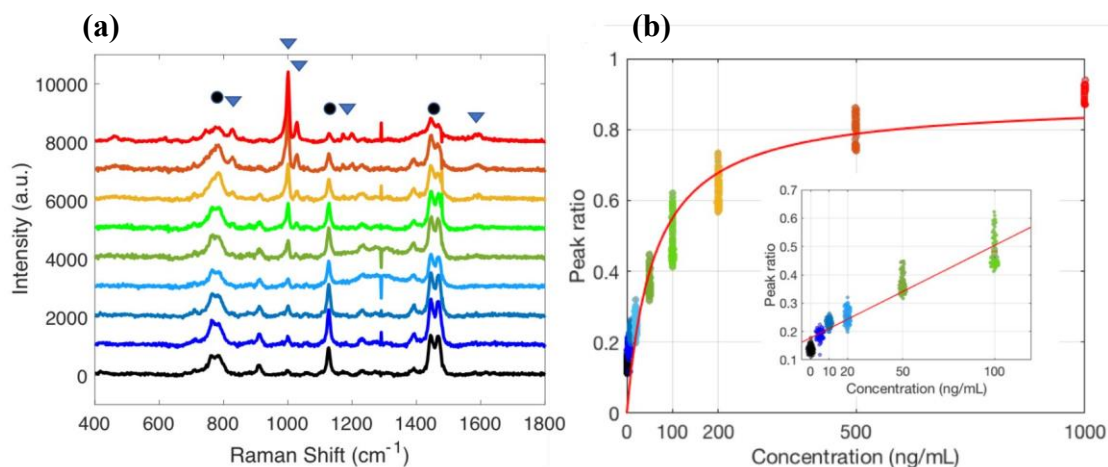 (a)
(b)
10000
8000
6000
4000
2000
0
Intensity (a.u.)
400 600 800 1000 1200 1400 1600 1800
Raman Shift (cm⁻¹)
1
0.8
0.6
0.4
0.2
0
Peak ratio
0 100 200 500 1000
Concentration (ng/mL)
0.7
0.6
0.5
0.4
0.3
0.2
0.1
Peak ratio
0 10 20 50 100
Concentration (ng/mL)